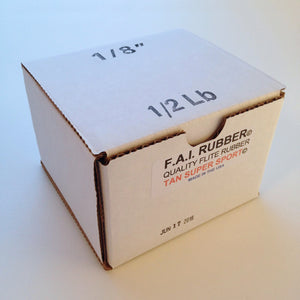 1/8"
1/2 Lb
F.A.I. RUBBER©
QUALITY FLITE RUBBER
TAN SUPER SPORT©
MADE IN THE USA
JUN 17 2016